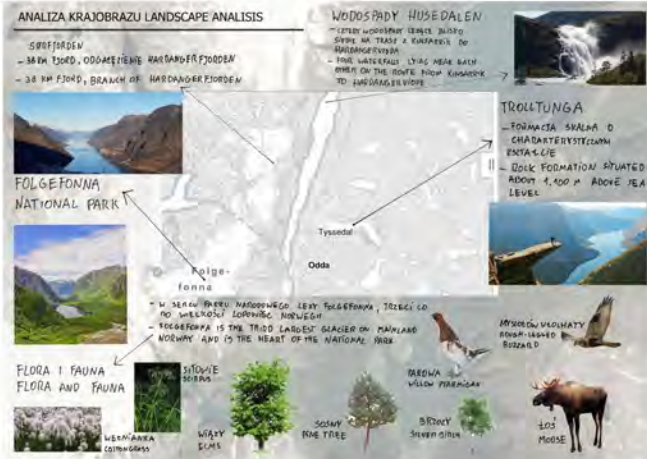 ANALIZA KRAJOBRAZU LANDSCAPE ANALISIS
SØRFJORDEN
- 38 KM FJORD, ODGAŁĘZIENIE HARDANGERFJORDEN
- 38 KM FJORD, BRANCH OF HARDANGERFJORDEN
WODOSPADY HUSEDALEN
- CZTERY WODOSPADY LEŻĄCE BLISKO
SIEBIE NA TRASIE Z KINSARVIK DO
HARDANGERVIDDA
- FOUR WATERFALLS LYING NEAR EACH
OTHER ON THE ROUTE FROM KINSARVIK
TO HARDANGERVIDDA
TROLLTUNGA
- FORMACJA SKALNA O
CHARAKTERYSTYCZNYM
KSZTAŁCIE
- ROCK FORMATION SITUATED
ABOUT 1,100 M ABOVE SEA
LEVEL
FOLGEFONNA
NATIONAL PARK
Tyssedal
Odda
Folge-
fonna
- W SERCU PARKU NARODOWEGO LEŻY FOLGEFONNA, TRZECI CO
DO WIELKOŚCI LODOWIEC NORWEGII
- FOLGEFONNA IS THE THIRD LARGEST GLACIER ON MAINLAND
NORWAY AND IS THE HEART OF THE NATIONAL PARK
FLORA I FAUNA
FLORA AND FAUNA
WEŁNIANKA
COTTONGRASS
SITOWIE
SCIRPUS
WIĄZY
ELMS
SOSNY
PINE TREE
BRZOZY
SILVER BIRCH
PARDWA
WILLOW PTARMIGAN
MYSZOŁÓW WŁOCHATY
ROUGH-LEGGED
BUZZARD
ŁOŚ
MOOSE